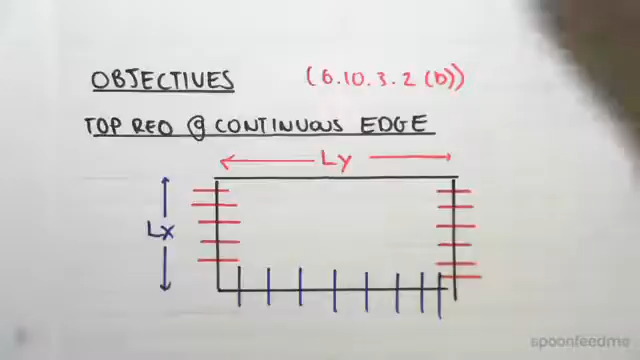 OBJECTIVES (6.10.3.2 (b))
TOP REO @ CONTINUOUS EDGE
Ly
Lx
spoonfeedme